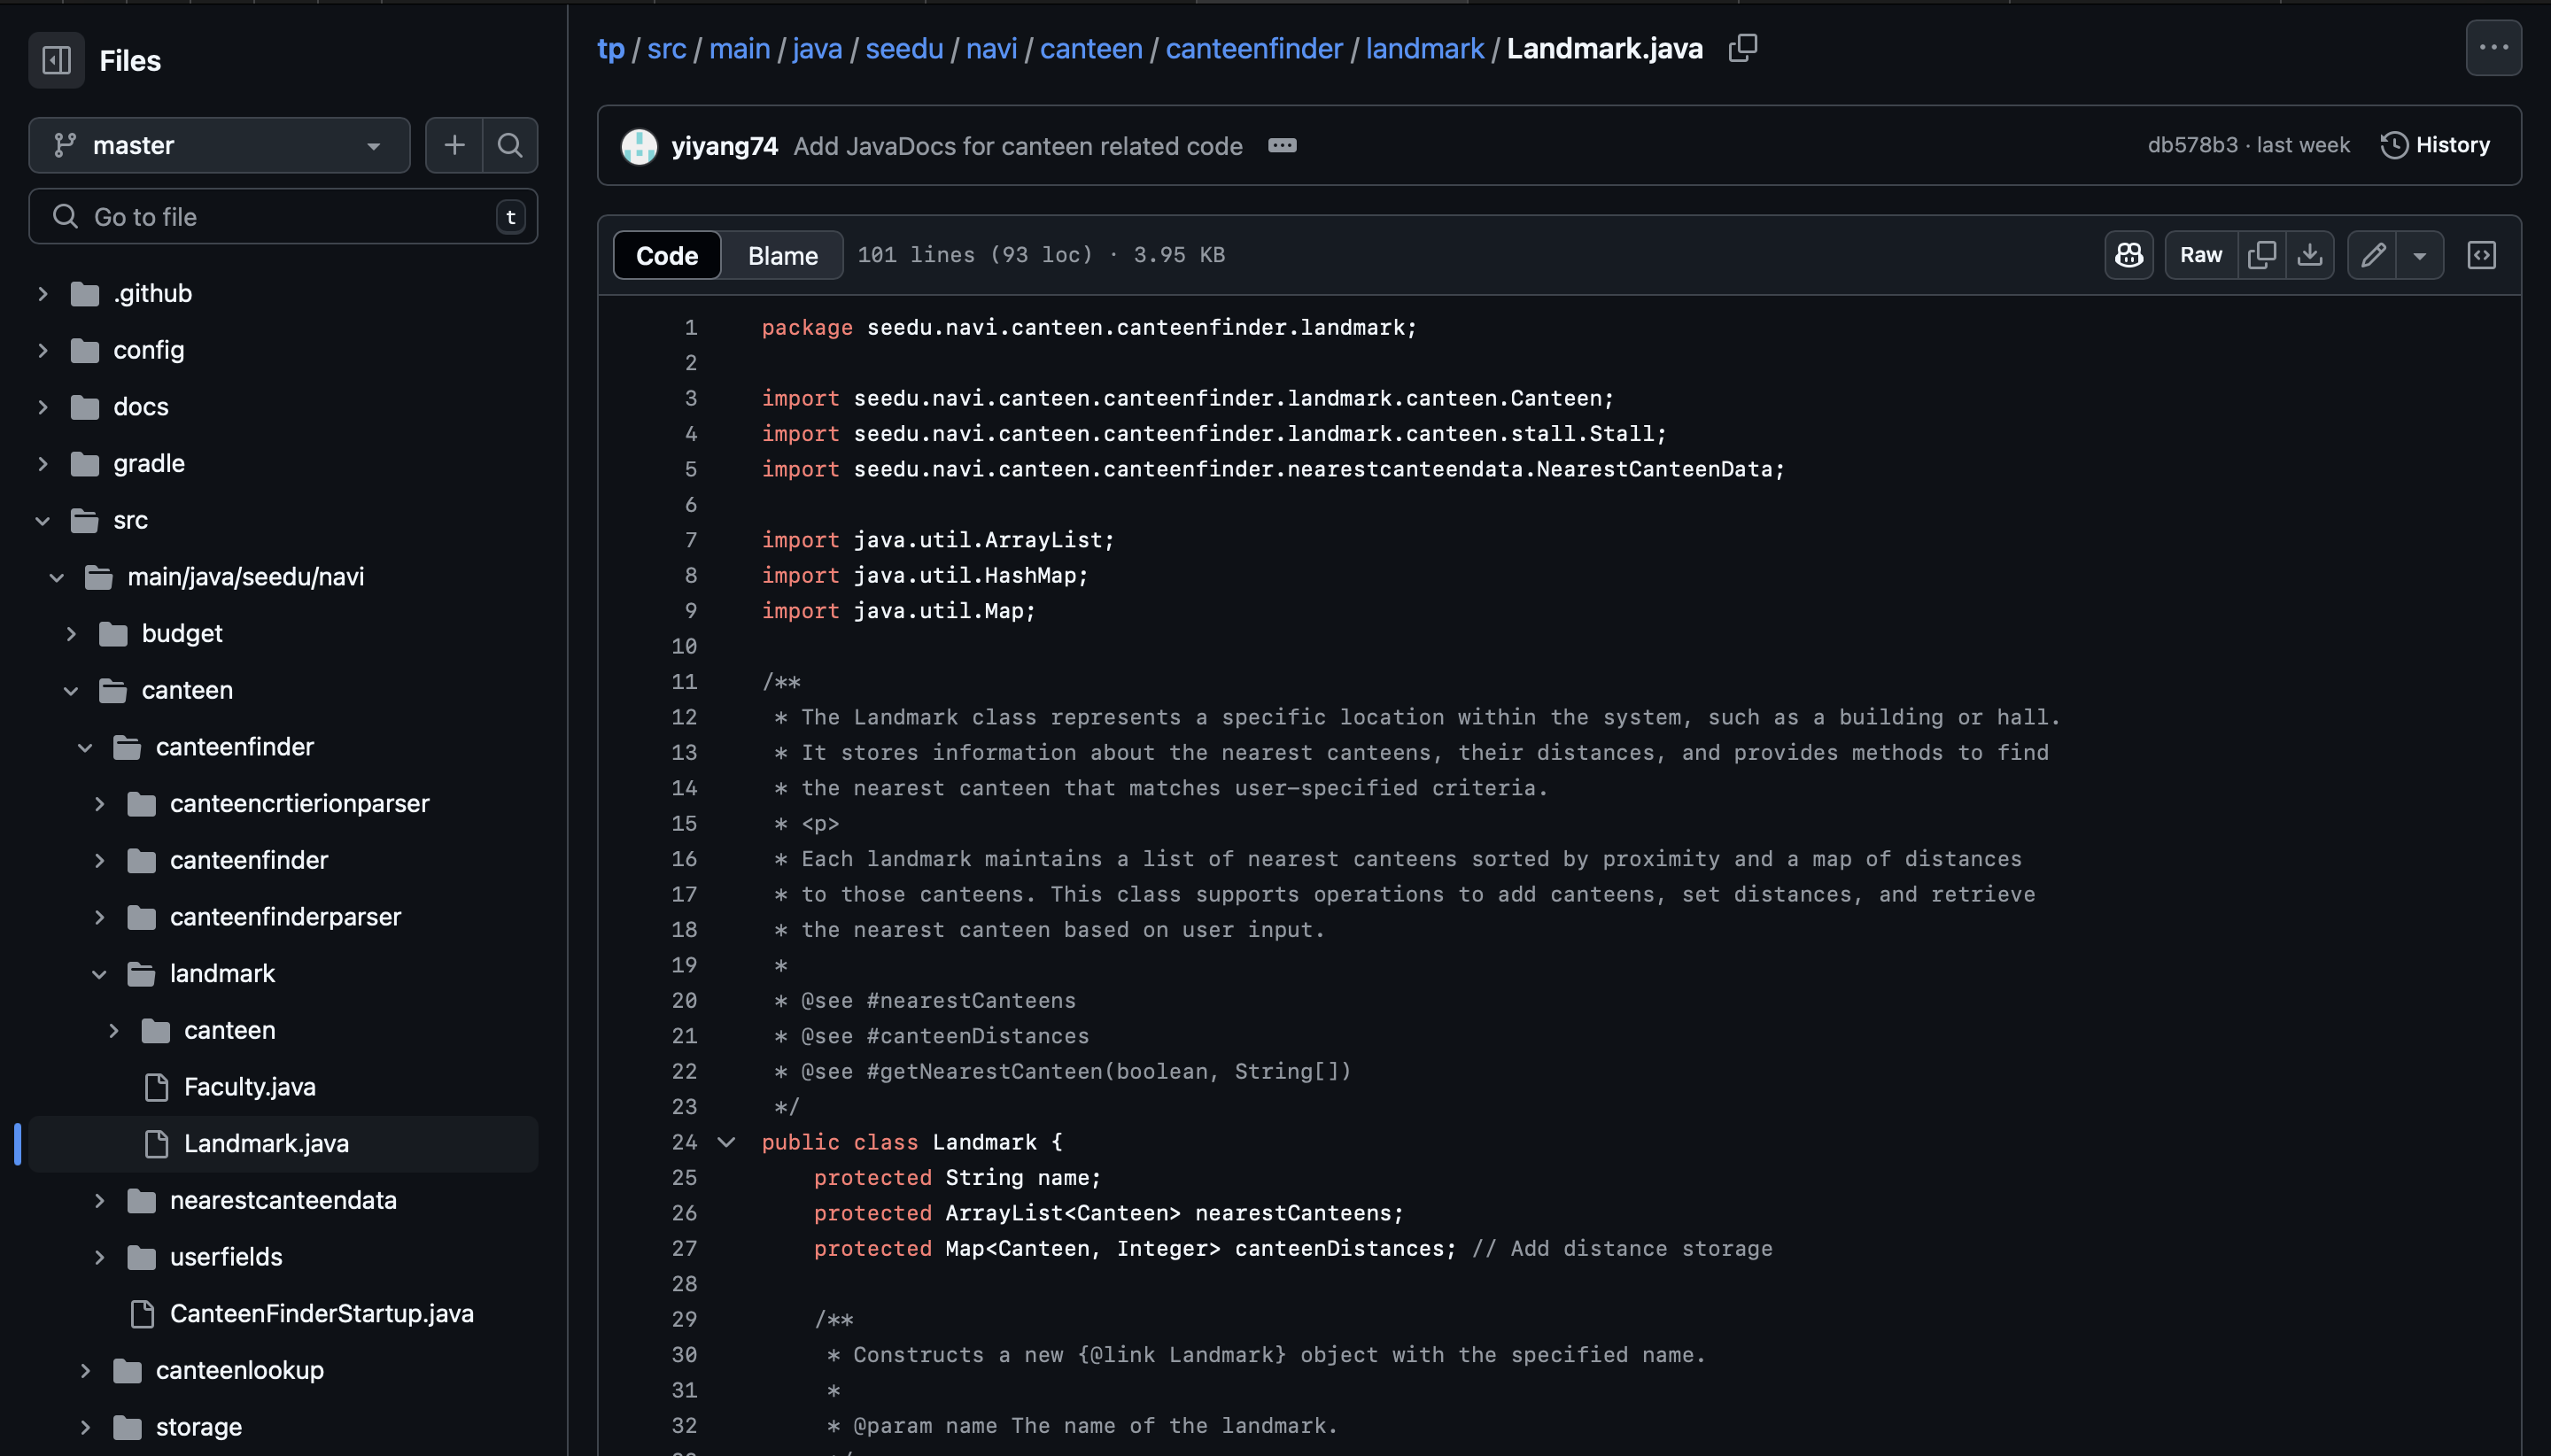 Files
master
Go to file
t
.github
config
docs
gradle
src
main/java/seedu/navi
budget
canteen
canteenfinder
canteencrtierionparser
canteenfinder
canteenfinderparser
landmark
canteen
Faculty.java
Landmark.java
nearestcanteendata
userfields
CanteenFinderStartup.java
canteenlookup
storage
tp / src / main / java / seedu / navi / canteen / canteenfinder / landmark / Landmark.java
yiyang74 Add JavaDocs for canteen related code
db578b3 · last week History
Code Blame 101 lines (93 loc) · 3.95 KB Raw
1 package seedu.navi.canteen.canteenfinder.landmark;
2
3 import seedu.navi.canteen.canteenfinder.landmark.canteen.Canteen;
4 import seedu.navi.canteen.canteenfinder.landmark.canteen.stall.Stall;
5 import seedu.navi.canteen.canteenfinder.nearestcanteendata.NearestCanteenData;
6
7 import java.util.ArrayList;
8 import java.util.HashMap;
9 import java.util.Map;
10
11 /**
12  * The Landmark class represents a specific location within the system, such as a building or hall.
13  * It stores information about the nearest canteens, their distances, and provides methods to find
14  * the nearest canteen that matches user-specified criteria.
15  * <p>
16  * Each landmark maintains a list of nearest canteens sorted by proximity and a map of distances
17  * to those canteens. This class supports operations to add canteens, set distances, and retrieve
18  * the nearest canteen based on user input.
19  *
20  * @see #nearestCanteens
21  * @see #canteenDistances
22  * @see #getNearestCanteen(boolean, String[])
23  */
24 public class Landmark {
25     protected String name;
26     protected ArrayList<Canteen> nearestCanteens;
27     protected Map<Canteen, Integer> canteenDistances; // Add distance storage
28
29     /**
30      * Constructs a new {@link Landmark} object with the specified name.
31      *
32      * @param name The name of the landmark.